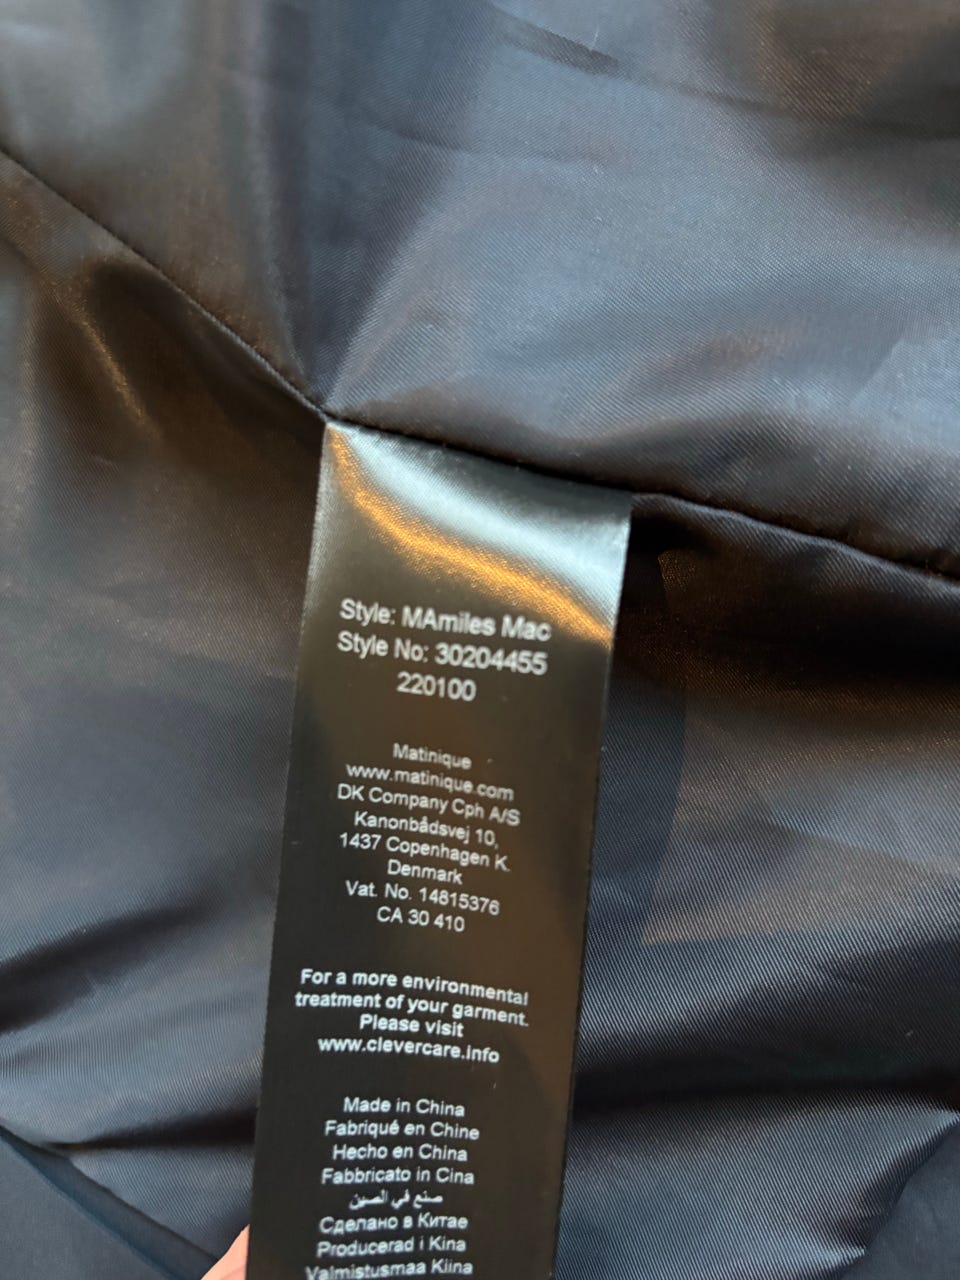 Style: MAmiles Mac
Style No: 30204455
220100
Matinique
www.matinique.com
DK Company Cph A/S
Kanonbådsvej 10,
1437 Copenhagen K.
Denmark
Vat. No. 14815376
CA 30 410
For a more environmental
treatment of your garment.
Please visit
www.clevercare.info
Made in China
Fabriqué en Chine
Hecho en China
Fabbricato in Cina
صنع في الصين
Сделано в Китае
Producerad i Kina
Valmistusmaa Kiina